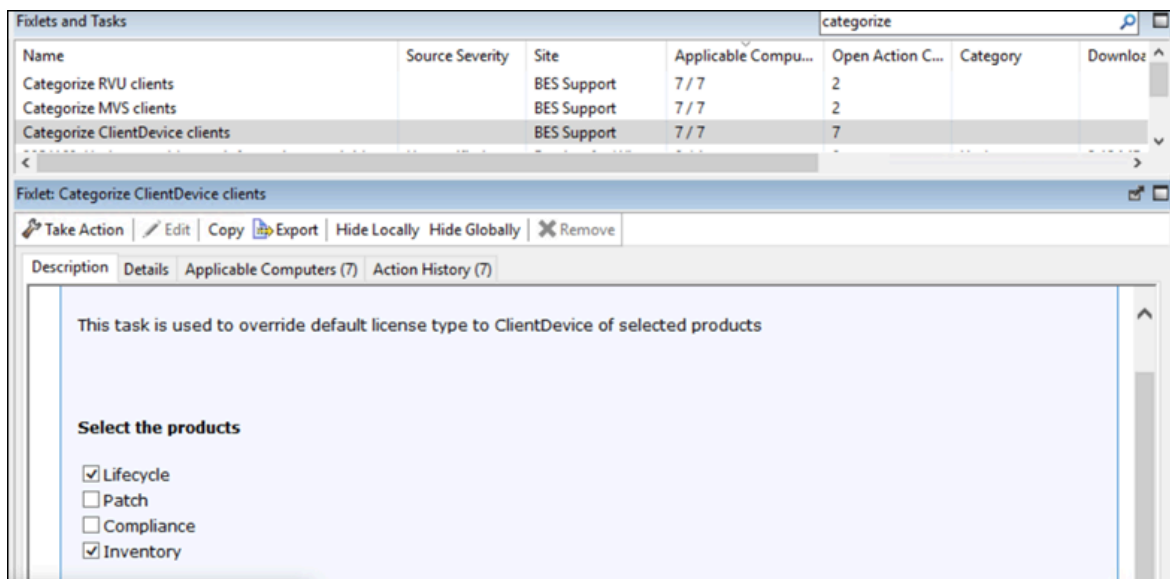 Fixlets and Tasks categorize
Name Source Severity Site Applicable Compu... Open Action C... Category Downloa
Categorize RVU clients BES Support 7 / 7 2
Categorize MVS clients BES Support 7 / 7 2
Categorize ClientDevice clients BES Support 7 / 7 7
Fixlet: Categorize ClientDevice clients
Take Action Edit Copy Export Hide Locally Hide Globally Remove
Description Details Applicable Computers (7) Action History (7)
This task is used to override default license type to ClientDevice of selected products
Select the products
Lifecycle
Patch
Compliance
Inventory